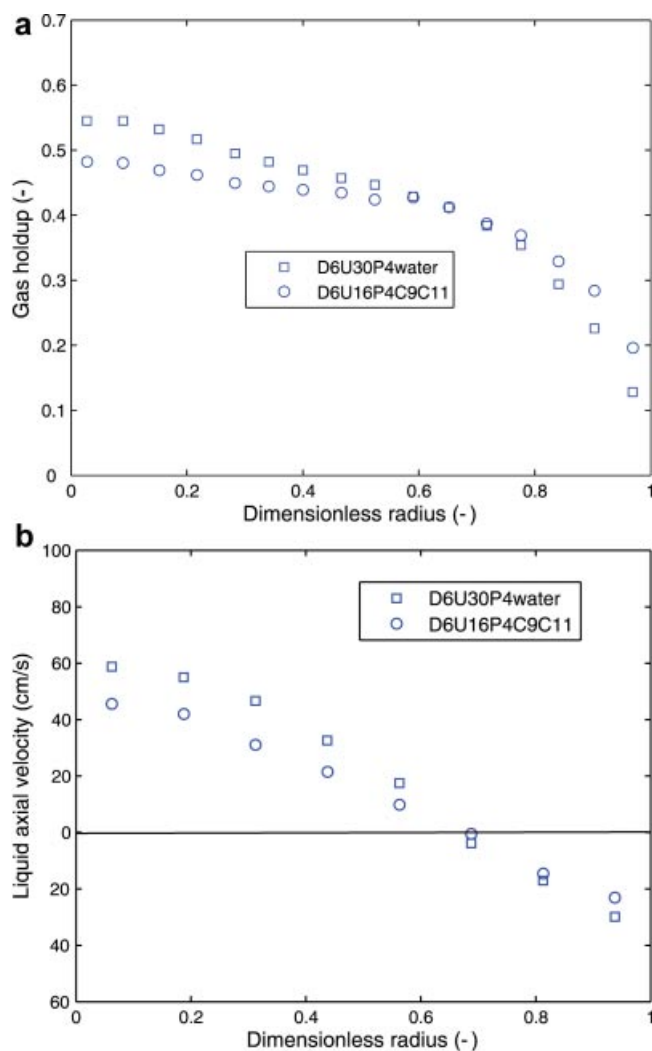 a
0.7
0.6
0.5
0.4
0.3
0.2
0.1
0
Gas holdup (-)
D6U30P4water
D6U16P4C9C11
0 0.2 0.4 0.6 0.8 1
Dimensionless radius (-)
b
100
80
60
40
20
0
20
40
60
Liquid axial velocity (cm/s)
D6U30P4water
D6U16P4C9C11
0 0.2 0.4 0.6 0.8 1
Dimensionless radius (-)